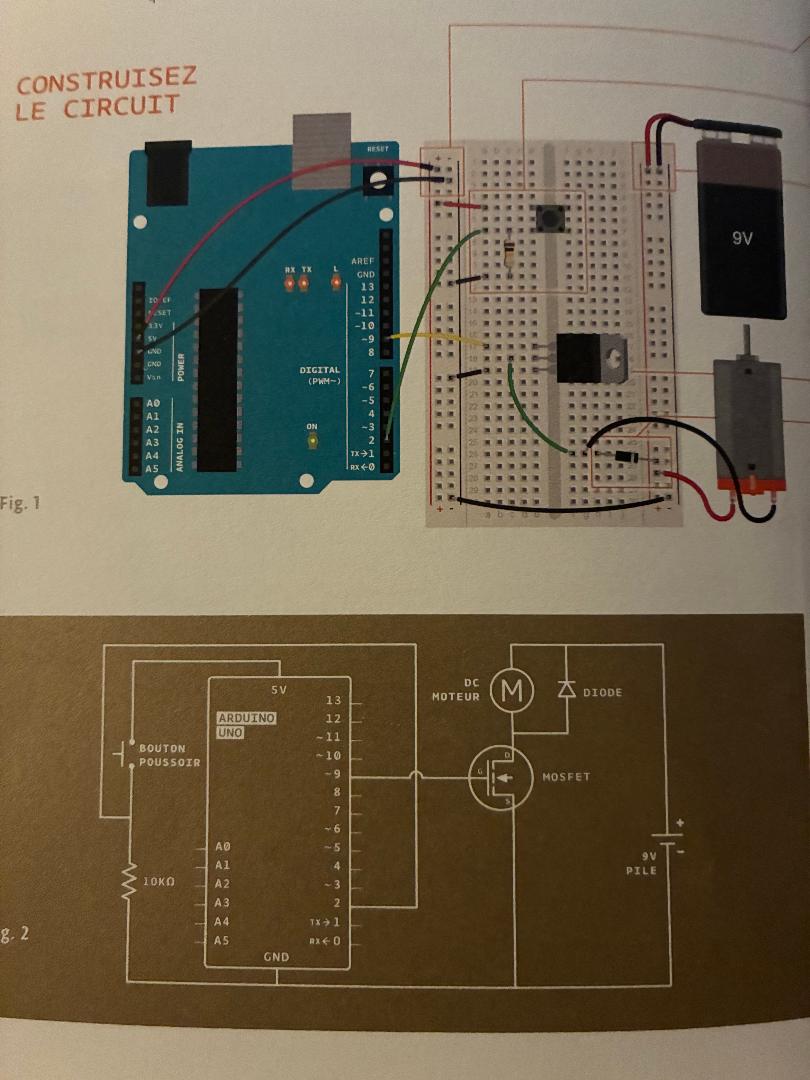 CONSTRUISEZ
LE CIRCUIT
RESET
AREF
GND
RX TX
L
13
12
~11
~10
~9
8
7
~6
~5
4
~3
2
TX→1
RX←0
DIGITAL
(PWM~)
IOREF
RESET
3.3V
5V
GND
GND
Vin
POWER
A0
A1
A2
A3
A4
A5
ANALOG IN
ON
9V
Fig. 1
5V
ARDUINO
UNO
13
12
~11
~10
~9
8
7
~6
~5
4
~3
2
TX→1
RX←0
A0
A1
A2
A3
A4
A5
GND
BOUTON
POUSSOIR
10KΩ
DC
MOTEUR
M
DIODE
D
G
S
MOSFET
+
-
9V
PILE
g. 2